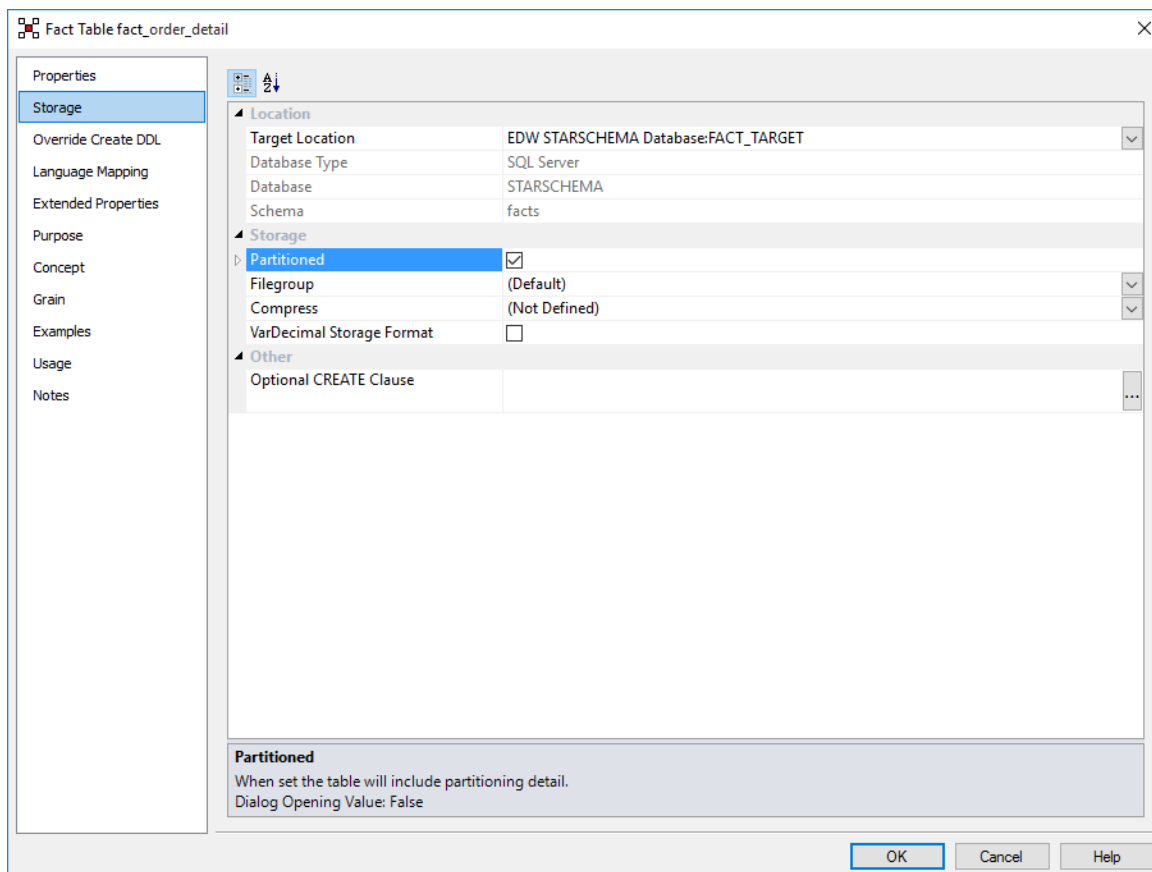 Fact Table fact_order_detail
Properties
Storage
Override Create DDL
Language Mapping
Extended Properties
Purpose
Concept
Grain
Examples
Usage
Notes
Location
Target Location EDW STARSCHEMA Database:FACT_TARGET
Database Type SQL Server
Database STARSCHEMA
Schema facts
Storage
Partitioned
Filegroup (Default)
Compress (Not Defined)
VarDecimal Storage Format
Other
Optional CREATE Clause
...
Partitioned
When set the table will include partitioning detail.
Dialog Opening Value: False
OK Cancel Help